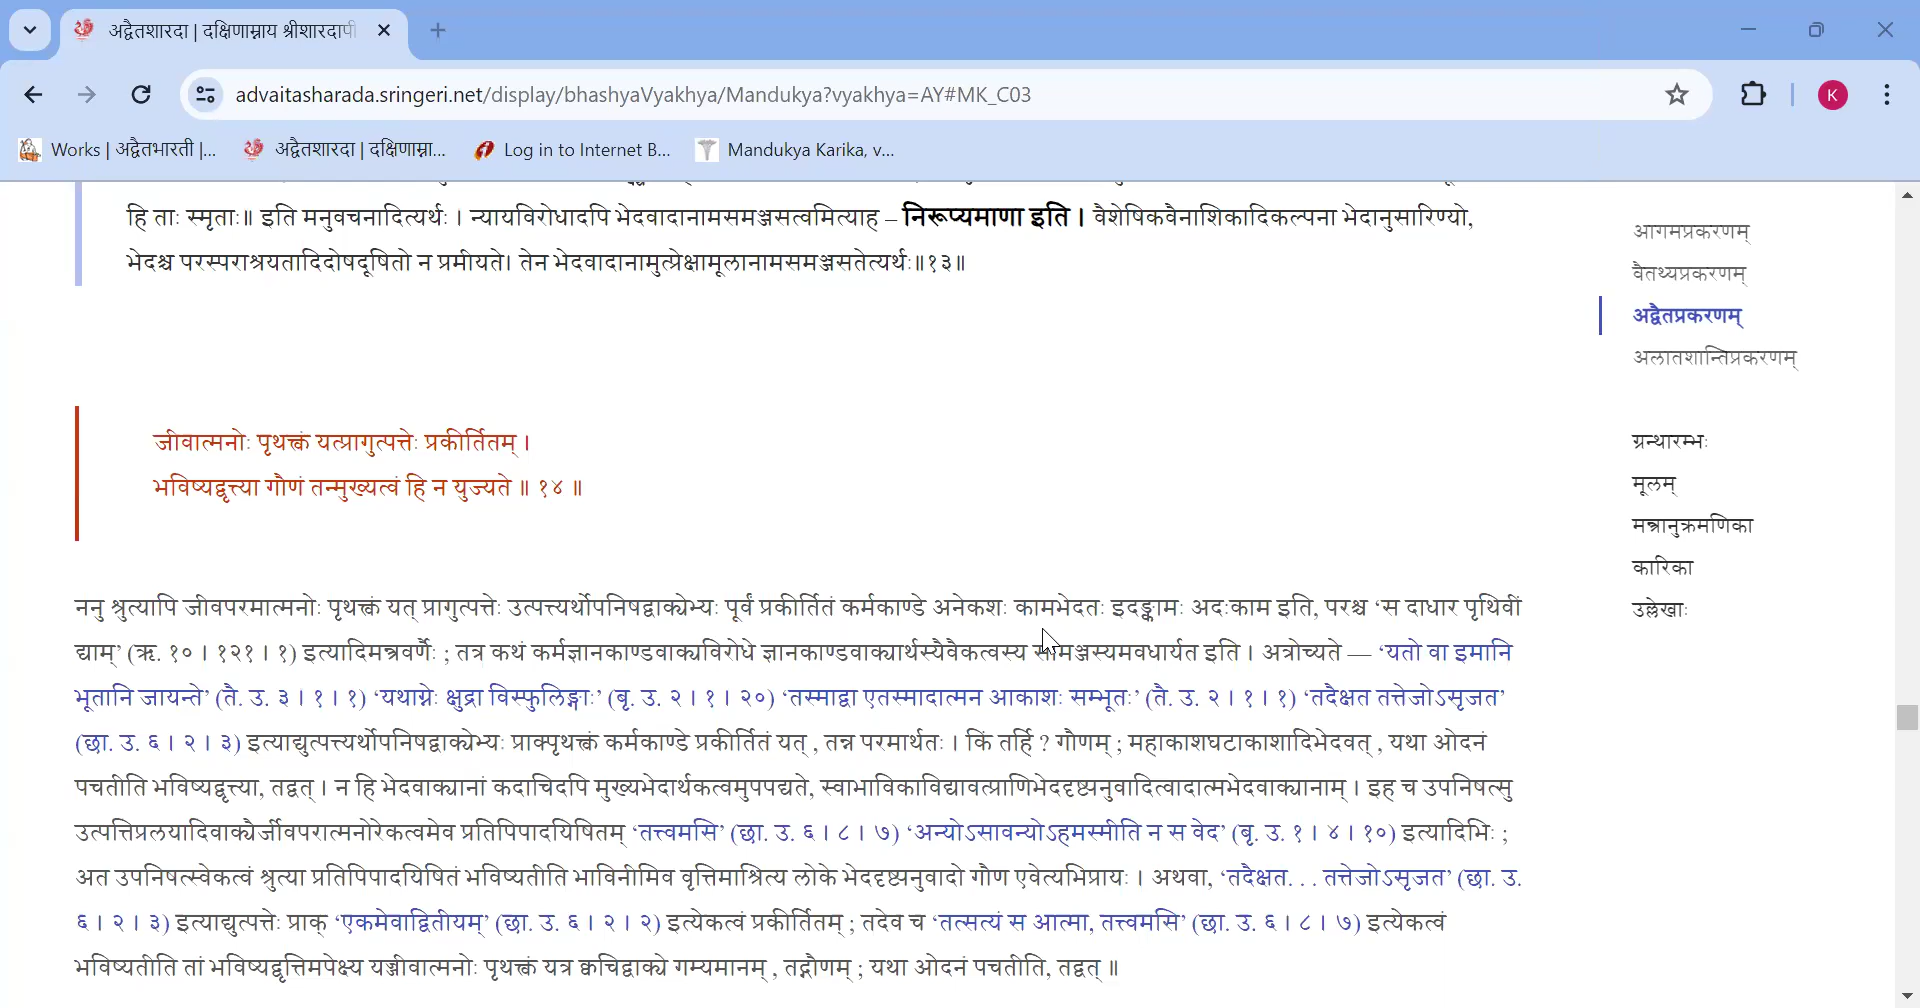 अद्वैतशारदा | दक्षिणाम्नाय श्रीशारदापी
advaitasharada.sringeri.net/display/bhashyaVyakhya/Mandukya?vyakhya=AY#MK_C03
K
Works | अद्वैतभारती |...
अद्वैतशारदा | दक्षिणाम्ना...
Log in to Internet B...
Mandukya Karika, v...
हि ताः स्मृताः॥ इति मनुवचनादित्यर्थः । न्यायविरोधादपि भेदवादानामसमञ्जसत्वमित्याह – निरूप्यमाणा इति । वैशेषिकवैनाशिकादिकल्पना भेदानुसारिण्यो,
भेदश्च परस्पराश्रयतादिदोषदूषितो न प्रमीयते। तेन भेदवादानामुत्प्रेक्षामूलानामसमञ्जसतेत्यर्थः॥१३॥
जीवात्मनोः पृथक्त्वं यत्प्रागुत्पत्तेः प्रकीर्तितम् ।
भविष्यद्वृत्त्या गौणं तन्मुख्यत्वं हि न युज्यते ॥ १४ ॥
ननु श्रुत्यापि जीवपरमात्मनोः पृथक्त्वं यत् प्रागुत्पत्तेः उत्पत्त्यर्थोपनिषद्वाक्येभ्यः पूर्वं प्रकीर्तितं कर्मकाण्डे अनेकशः कामभेदतः इदङ्कामः अदःकाम इति, परश्च ‘स दाधार पृथिवीं
द्याम्’ (ऋ. १० । १२१ । १) इत्यादिमन्त्रवर्णैः ; तत्र कथं कर्मज्ञानकाण्डवाक्यविरोधे ज्ञानकाण्डवाक्यार्थस्यैवैकत्वस्य सामञ्जस्यमवधार्यत इति । अत्रोच्यते — ‘यतो वा इमानि
भूतानि जायन्ते’ (तै. उ. ३ । १ । १) ‘यथाग्नेः क्षुद्रा विस्फुलिङ्गाः’ (बृ. उ. २ । १ । २०) ‘तस्माद्वा एतस्मादात्मन आकाशः सम्भूतः’ (तै. उ. २ । १ । १) ‘तदैक्षत तत्तेजोऽसृजत’
(छा. उ. ६ । २ । ३) इत्याद्युत्पत्त्यर्थोपनिषद्वाक्येभ्यः प्राक्पृथक्त्वं कर्मकाण्डे प्रकीर्तितं यत् , तन्न परमार्थतः । किं तर्हि ? गौणम् ; महाकाशघटाकाशादिभेदवत् , यथा ओदनं
पचतीति भविष्यद्वृत्त्या, तद्वत् । न हि भेदवाक्यानां कदाचिदपि मुख्यभेदार्थकत्वमुपपद्यते, स्वाभाविकाविद्यावत्प्राणिभेददृष्ट्यनुवादित्वादात्मभेदवाक्यानाम् । इह च उपनिषत्सु
उत्पत्तिप्रलयादिवाक्यैर्जीवपरात्मनोरेकत्वमेव प्रतिपिपादयिषितम् ‘तत्त्वमसि’ (छा. उ. ६ । ८ । ७) ‘अन्योऽसावन्योऽहमस्मीति न स वेद’ (बृ. उ. १ । ४ । १०) इत्यादिभिः ;
अत उपनिषत्स्वेकत्वं श्रुत्या प्रतिपिपादयिषितं भविष्यतीति भाविनीमिव वृत्तिमाश्रित्य लोके भेददृष्ट्यनुवादो गौण एवेत्यभिप्रायः । अथवा, ‘तदैक्षत. . . तत्तेजोऽसृजत’ (छा. उ.
६ । २ । ३) इत्याद्युत्पत्तेः प्राक् ‘एकमेवाद्वितीयम्’ (छा. उ. ६ । २ । २) इत्येकत्वं प्रकीर्तितम् ; तदेव च ‘तत्सत्यं स आत्मा, तत्त्वमसि’ (छा. उ. ६ । ८ । ७) इत्येकत्वं
भविष्यतीति तां भविष्यद्वृत्तिमपेक्ष्य यज्जीवात्मनोः पृथक्त्वं यत्र क्वचिद्वाक्ये गम्यमानम् , तद्गौणम् ; यथा ओदनं पचतीति, तद्वत् ॥
आगमप्रकरणम्
वैतथ्यप्रकरणम्
अद्वैतप्रकरणम्
अलातशान्तिप्रकरणम्
ग्रन्थारम्भः
मूलम्
मन्त्रानुक्रमणिका
कारिका
उल्लेखाः